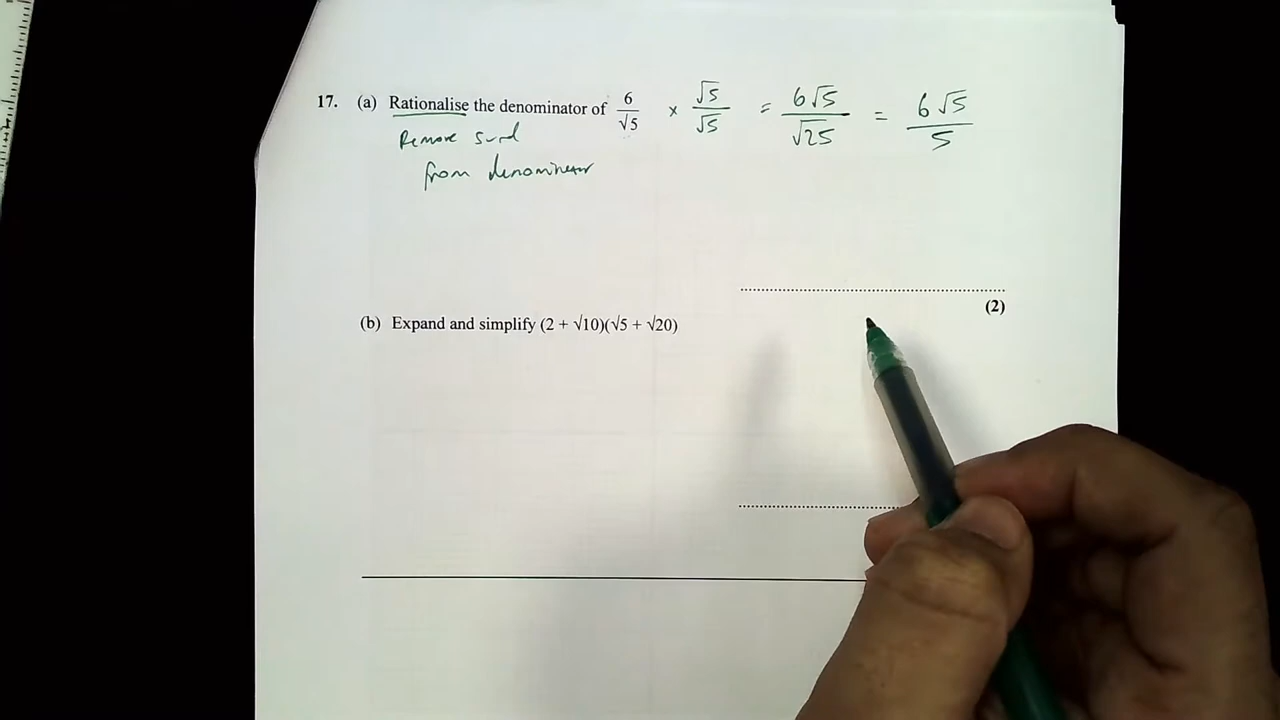 17. (a) Rationalise the denominator of 6/√5 × √5/√5 = 6√5/√25 = 6√5/5
Remove surd
from denominator
(2)
(b) Expand and simplify (2 + √10)(√5 + √20)